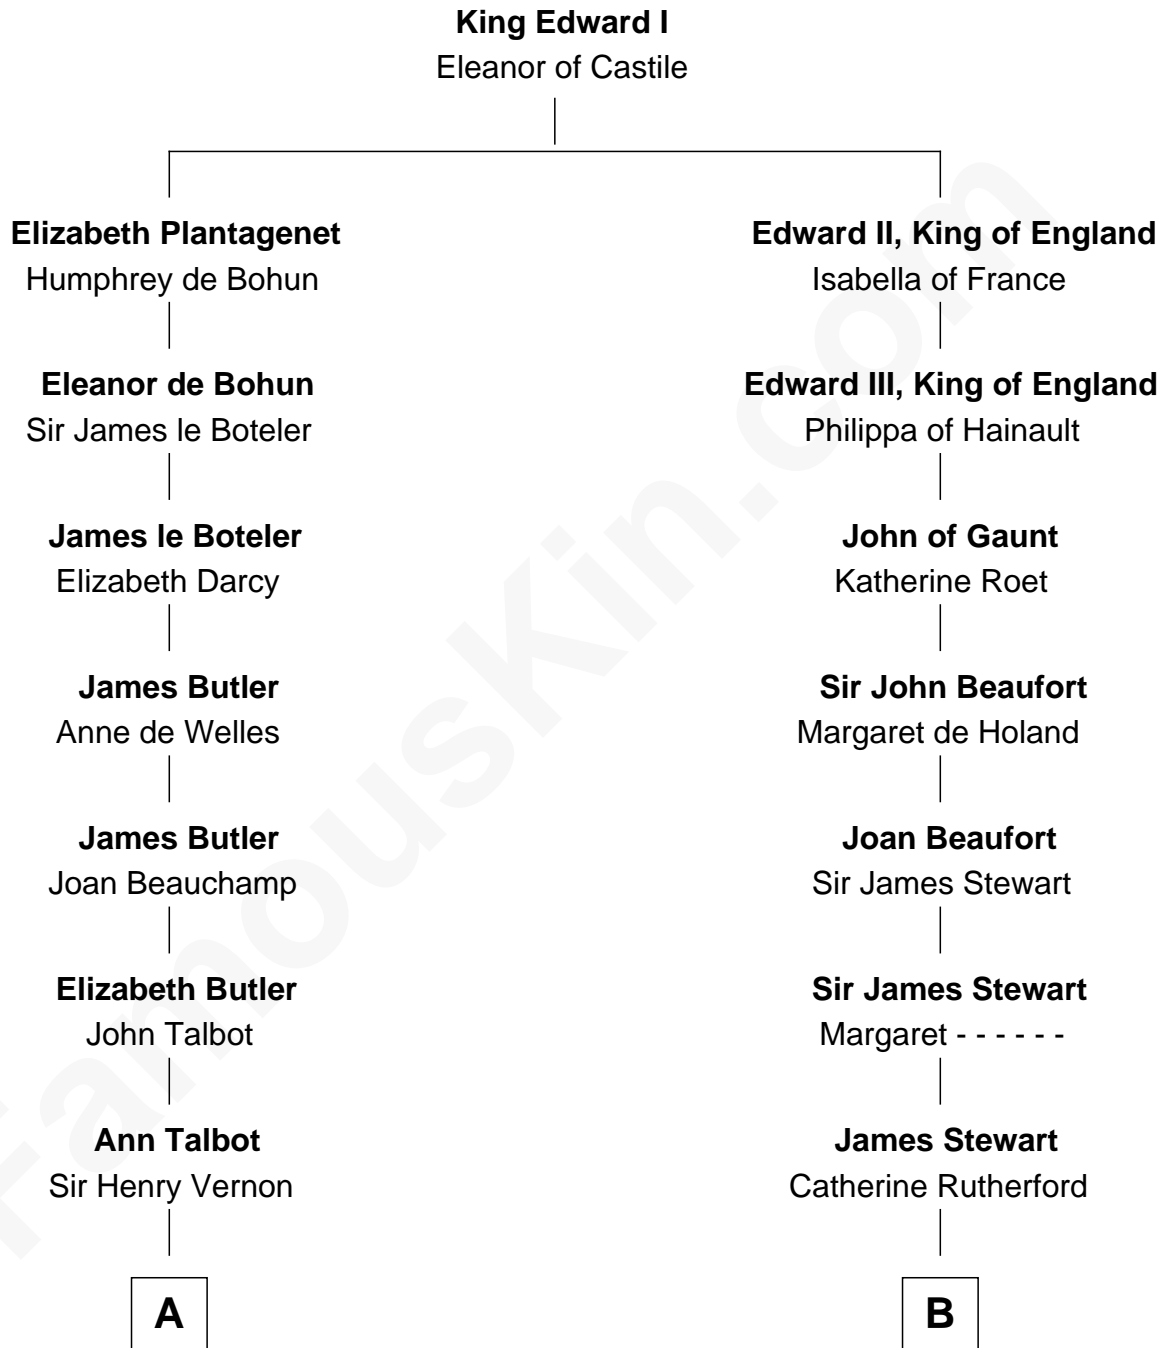 King Edward I
Eleanor of Castile
Elizabeth Plantagenet
Humphrey de Bohun
Edward II, King of England
Isabella of France
Eleanor de Bohun
Sir James le Boteler
Edward III, King of England
Philippa of Hainault
James le Boteler
Elizabeth Darcy
John of Gaunt
Katherine Roet
James Butler
Anne de Welles
Sir John Beaufort
Margaret de Holand
James Butler
Joan Beauchamp
Joan Beaufort
Sir James Stewart
Elizabeth Butler
John Talbot
Sir James Stewart
Margaret - - - - - -
Ann Talbot
Sir Henry Vernon
James Stewart
Catherine Rutherford
A
B
FamousKin.com